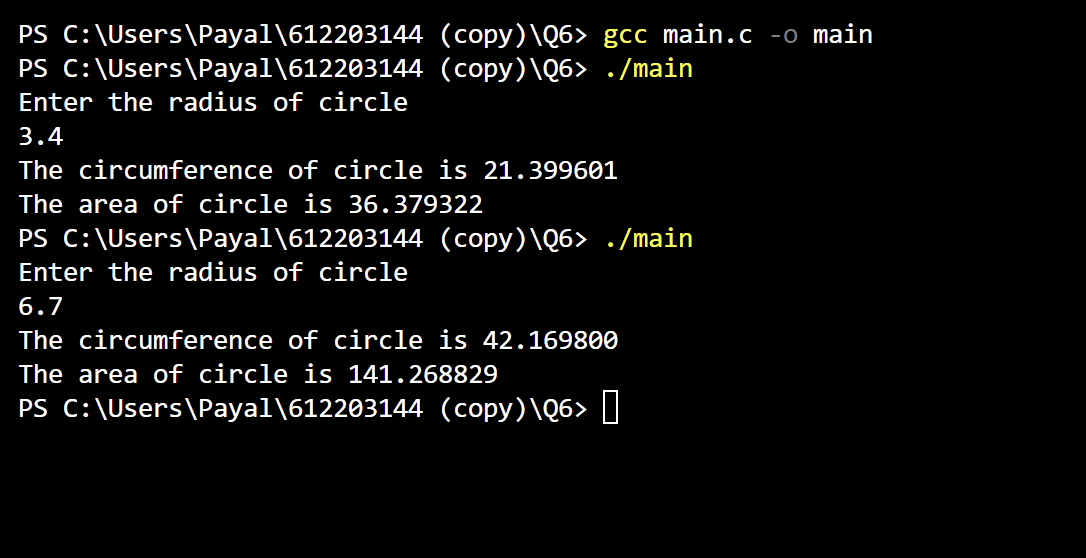 PS C:\Users\Payal\612203144 (copy)\Q6> gcc main.c -o main
PS C:\Users\Payal\612203144 (copy)\Q6> ./main
Enter the radius of circle
3.4
The circumference of circle is 21.399601
The area of circle is 36.379322
PS C:\Users\Payal\612203144 (copy)\Q6> ./main
Enter the radius of circle
6.7
The circumference of circle is 42.169800
The area of circle is 141.268829
PS C:\Users\Payal\612203144 (copy)\Q6>